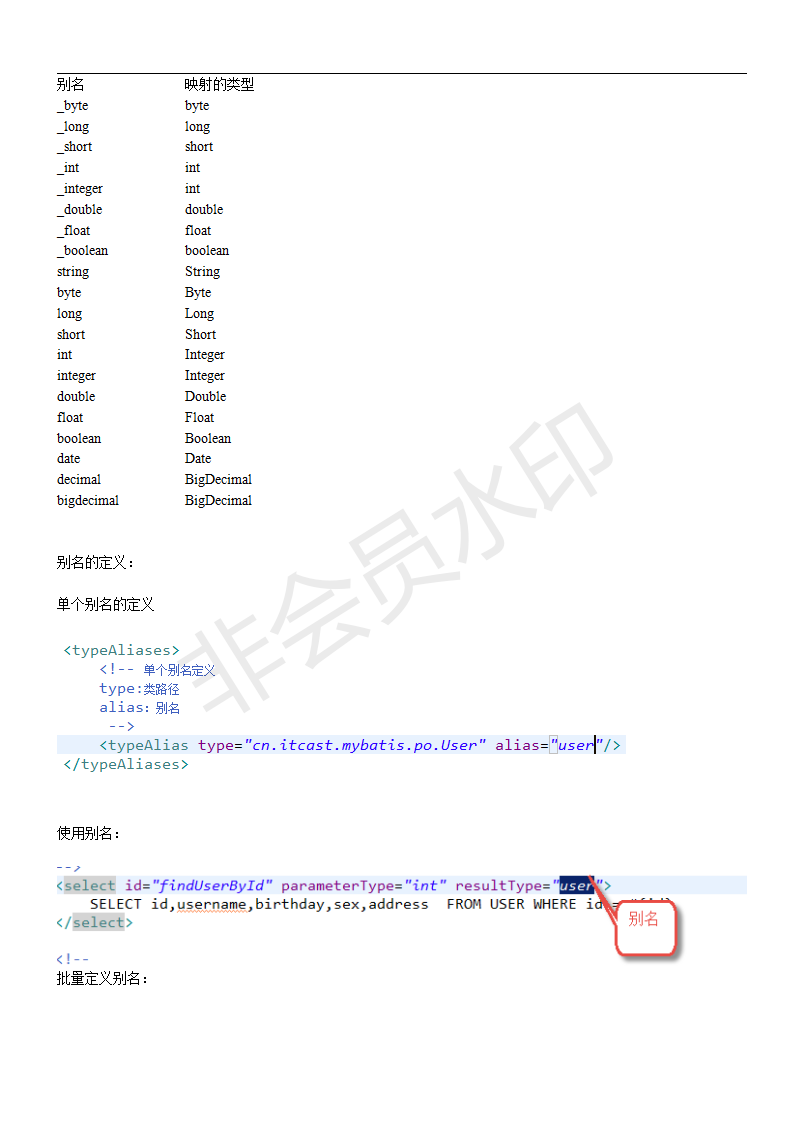 别名 映射的类型
_byte byte
_long long
_short short
_int int
_integer int
_double double
_float float
_boolean boolean
string String
byte Byte
long Long
short Short
int Integer
integer Integer
double Double
float Float
boolean Boolean
date Date
decimal BigDecimal
bigdecimal BigDecimal
非会员水印
别名的定义：
单个别名的定义
<typeAliases>
<!-- 单个别名定义
type:类路径
alias：别名
-->
<typeAlias type="cn.itcast.mybatis.po.User" alias="user"/>
</typeAliases>
使用别名：
-->
<select id="findUserById" parameterType="int" resultType="user">
SELECT id,username,birthday,sex,address FROM USER WHERE id
别名
</select>
<!--
批量定义别名：